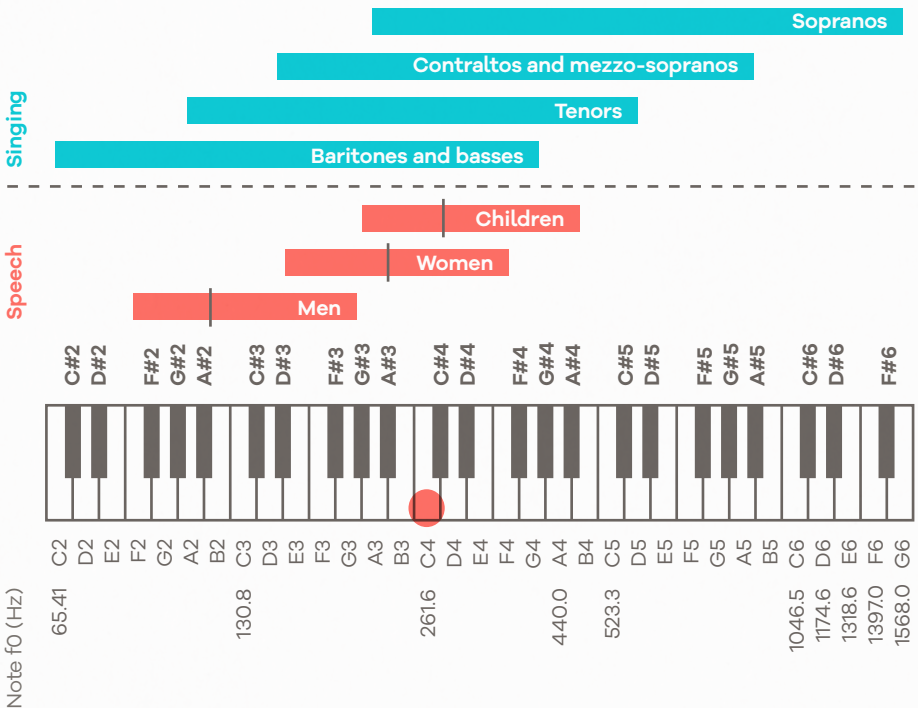 Sopranos
Contraltos and mezzo-sopranos
Tenors
Baritones and basses
Singing
Children
Women
Men
Speech
C#2 D#2 F#2 G#2 A#2 C#3 D#3 F#3 G#3 A#3 C#4 D#4 F#4 G#4 A#4 C#5 D#5 F#5 G#5 A#5 C#6 D#6 F#6
C2 D2 E2 F2 G2 A2 B2 C3 D3 E3 F3 G3 A3 B3 C4 D4 E4 F4 G4 A4 B4 C5 D5 E5 F5 G5 A5 B5 C6 D6 E6 F6 G6
Note f0 (Hz)
65.41 130.8 261.6 440.0 523.3 1046.5 1174.6 1318.6 1397.0 1568.0